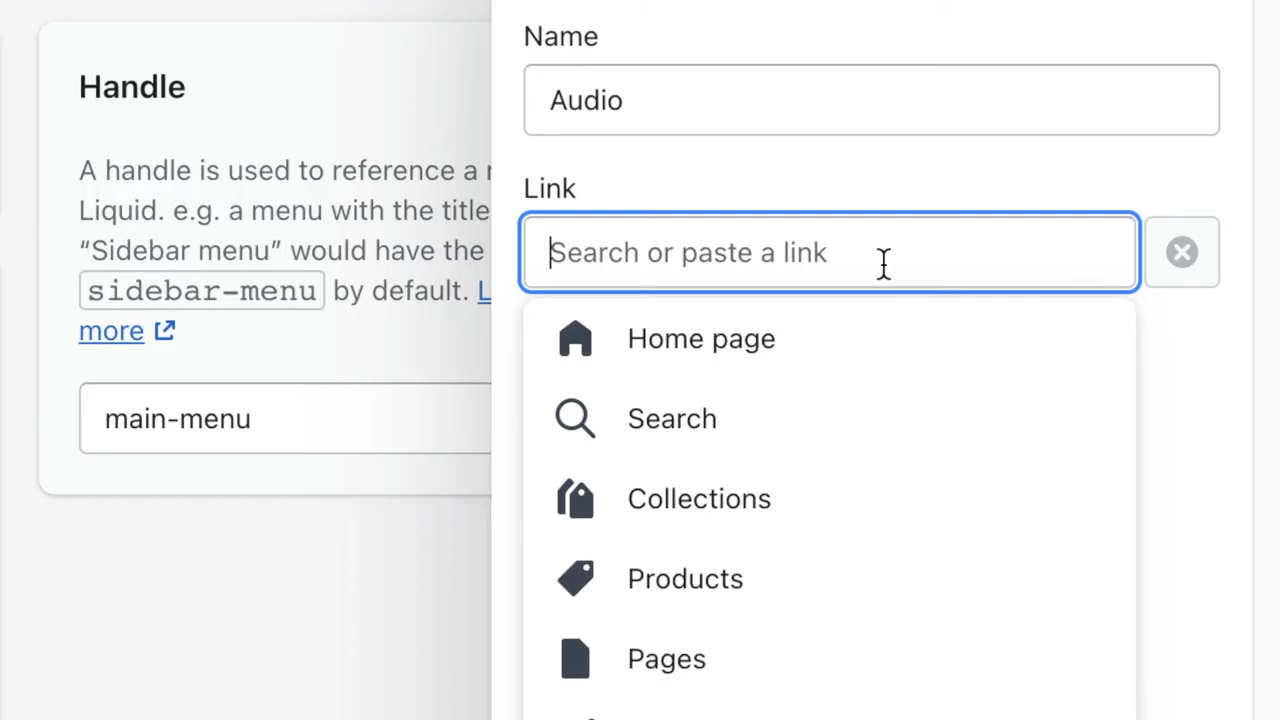 Handle
A handle is used to reference a
Liquid. e.g. a menu with the title
“Sidebar menu” would have the
sidebar-menu by default.
more
main-menu
Name
Audio
Link
Search or paste a link
Home page
Search
Collections
Products
Pages